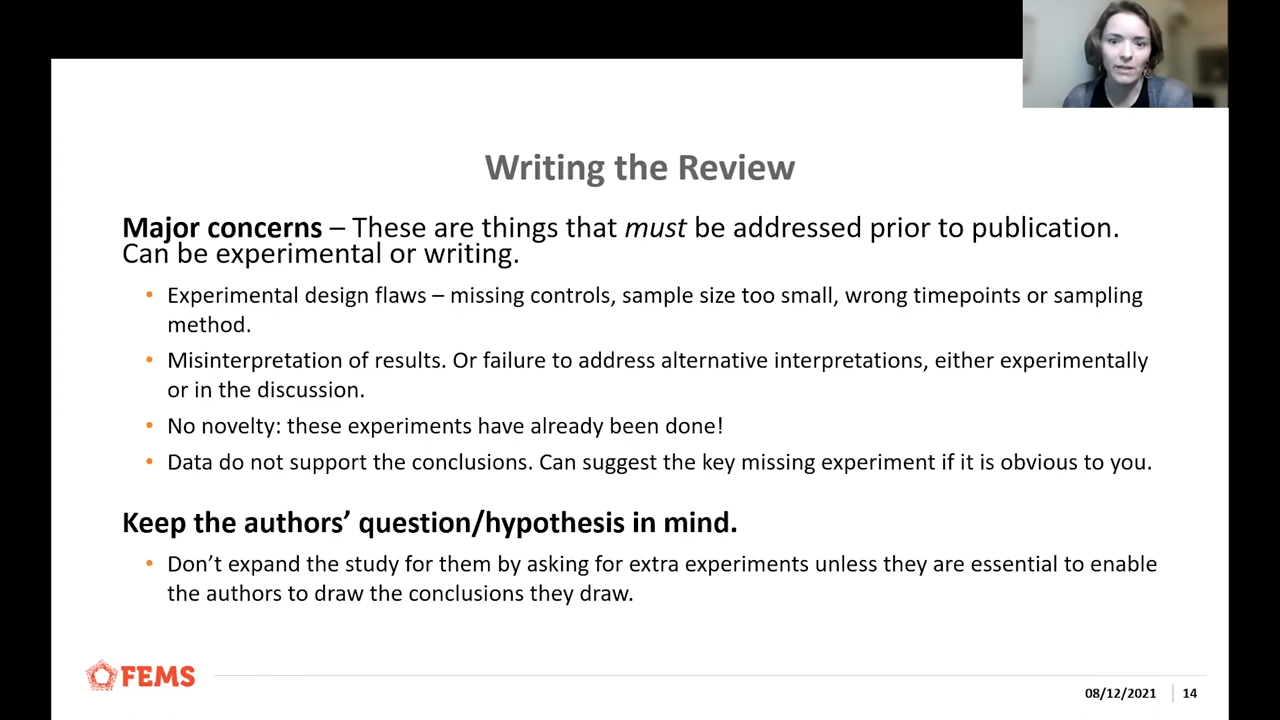 Writing the Review
Major concerns – These are things that must be addressed prior to publication.
Can be experimental or writing.
• Experimental design flaws – missing controls, sample size too small, wrong timepoints or sampling
method.
• Misinterpretation of results. Or failure to address alternative interpretations, either experimentally
or in the discussion.
• No novelty: these experiments have already been done!
• Data do not support the conclusions. Can suggest the key missing experiment if it is obvious to you.
Keep the authors’ question/hypothesis in mind.
• Don’t expand the study for them by asking for extra experiments unless they are essential to enable
the authors to draw the conclusions they draw.
FEMS
08/12/2021 14